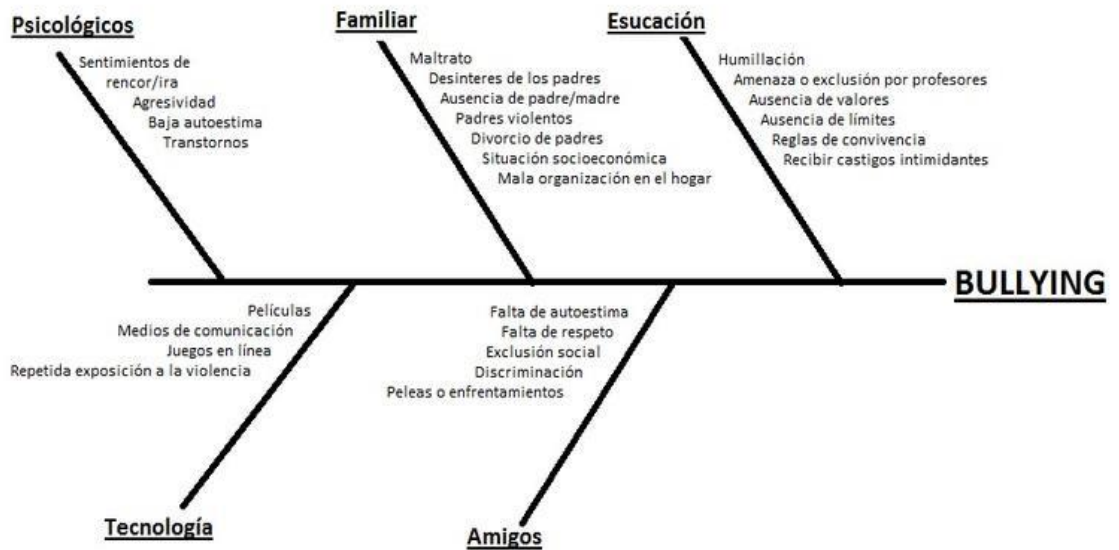 Psicológicos
Sentimientos de
rencor/ira
Agresividad
Baja autoestima
Transtornos
Familiar
Maltrato
Desinteres de los padres
Ausencia de padre/madre
Padres violentos
Divorcio de padres
Situación socioeconómica
Mala organización en el hogar
Esucación
Humillación
Amenaza o exclusión por profesores
Ausencia de valores
Ausencia de límites
Reglas de convivencia
Recibir castigos intimidantes
BULLYING
Películas
Medios de comunicación
Juegos en línea
Repetida exposición a la violencia
Tecnología
Falta de autoestima
Falta de respeto
Exclusión social
Discriminación
Peleas o enfrentamientos
Amigos